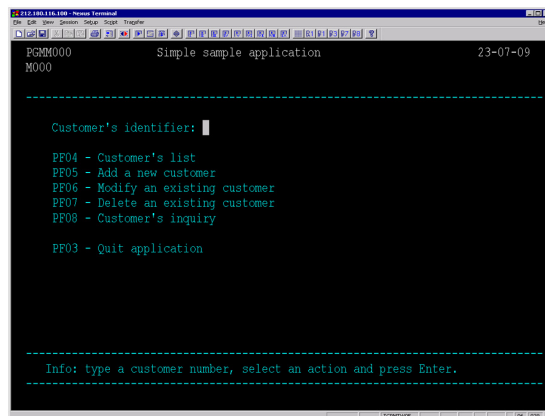 212.180.116.100 - Nexus Terminal
File Edit View Session Setup Script Transfer
PGMM000 Simple sample application 23-07-09
M000
Customer's identifier:
PF04 - Customer's list
PF05 - Add a new customer
PF06 - Modify an existing customer
PF07 - Delete an existing customer
PF08 - Customer's inquiry
PF03 - Quit application
Info: type a customer number, select an action and press Enter.